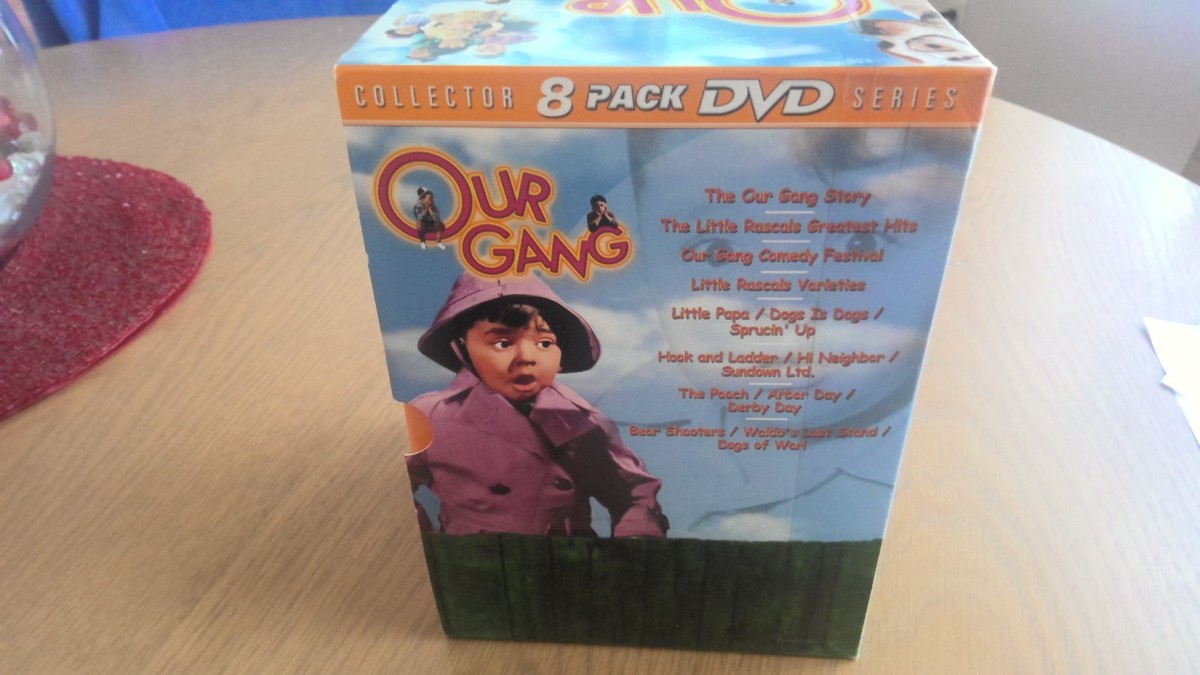 Our
COLLECTOR 8 PACK DVD SERIES
OUR
GANG
The Our Gang Story
The Little Rascals Greatest Hits
Our Gang Comedy Festival
Little Rascals Varieties
Little Papa / Dogs Is Dogs /
Sprucin' Up
Hook and Ladder / Hi Neighbor /
Sundown Ltd.
The Pooch / Arbor Day /
Derby Day
Bear Shooters / Waldo's Last Stand /
Dogs of War!